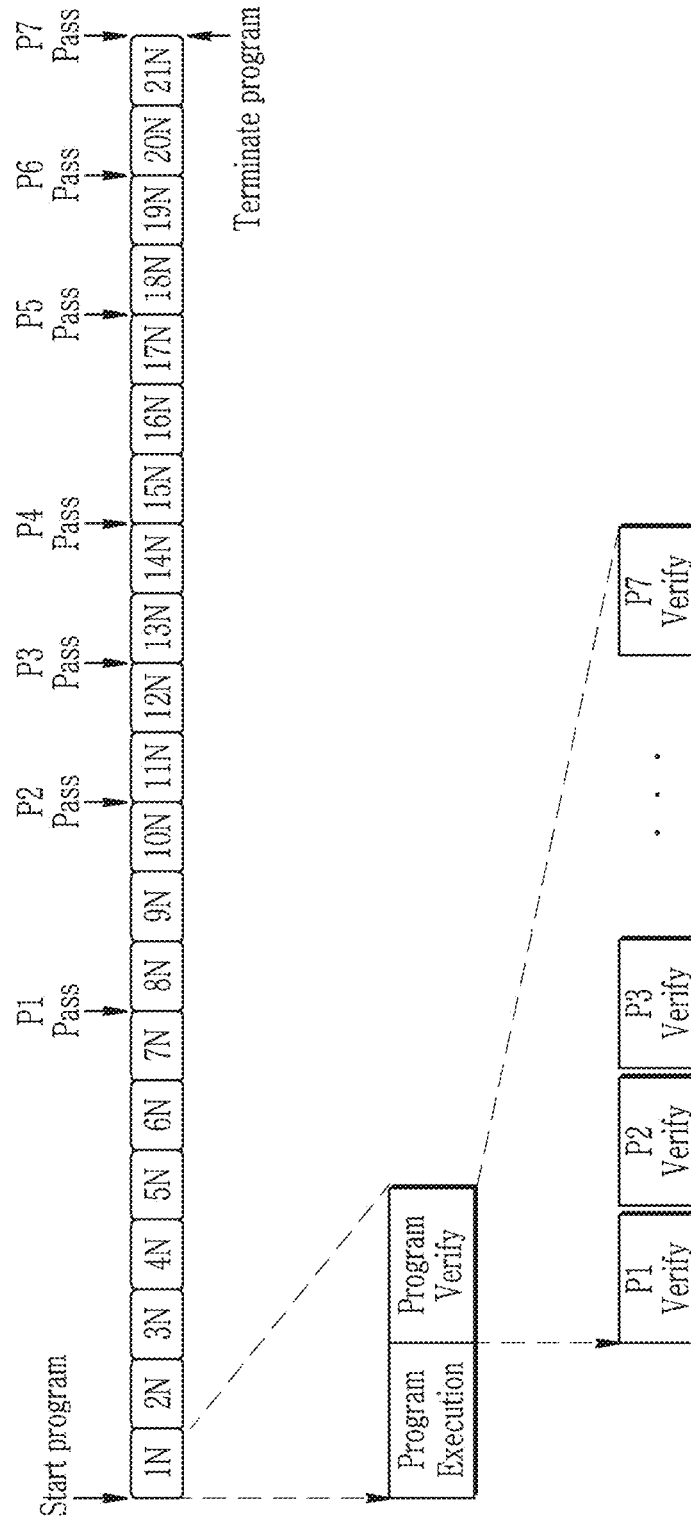 P1
Pass
P2
Pass
P3
Pass
P4
Pass
P5
Pass
P6
Pass
P7
Pass
Start program
1N
2N
3N
4N
5N
6N
7N
8N
9N
10N
11N
12N
13N
14N
15N
16N
17N
18N
19N
20N
21N
Terminate program
Program
Execution
Program
Verify
P1
Verify
P2
Verify
P3
Verify
. . .
P7
Verify